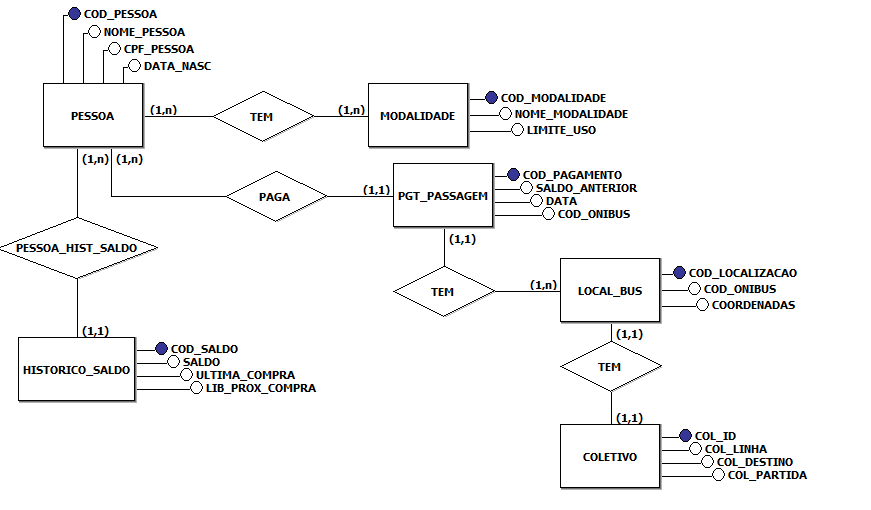 COD_PESSOA
NOME_PESSOA
CPF_PESSOA
DATA_NASC
PESSOA
(1,n)
TEM
(1,n)
MODALIDADE
COD_MODALIDADE
NOME_MODALIDADE
LIMITE_USO
(1,n)
(1,n)
PAGA
(1,1)
PGT_PASSAGEM
COD_PAGAMENTO
SALDO_ANTERIOR
DATA
COD_ONIBUS
PESSOA_HIST_SALDO
(1,1)
TEM
(1,n)
LOCAL_BUS
COD_LOCALIZACAO
COD_ONIBUS
COORDENADAS
(1,1)
HISTORICO_SALDO
COD_SALDO
SALDO
ULTIMA_COMPRA
LIB_PROX_COMPRA
(1,1)
TEM
(1,1)
COLETIVO
COL_ID
COL_LINHA
COL_DESTINO
COL_PARTIDA